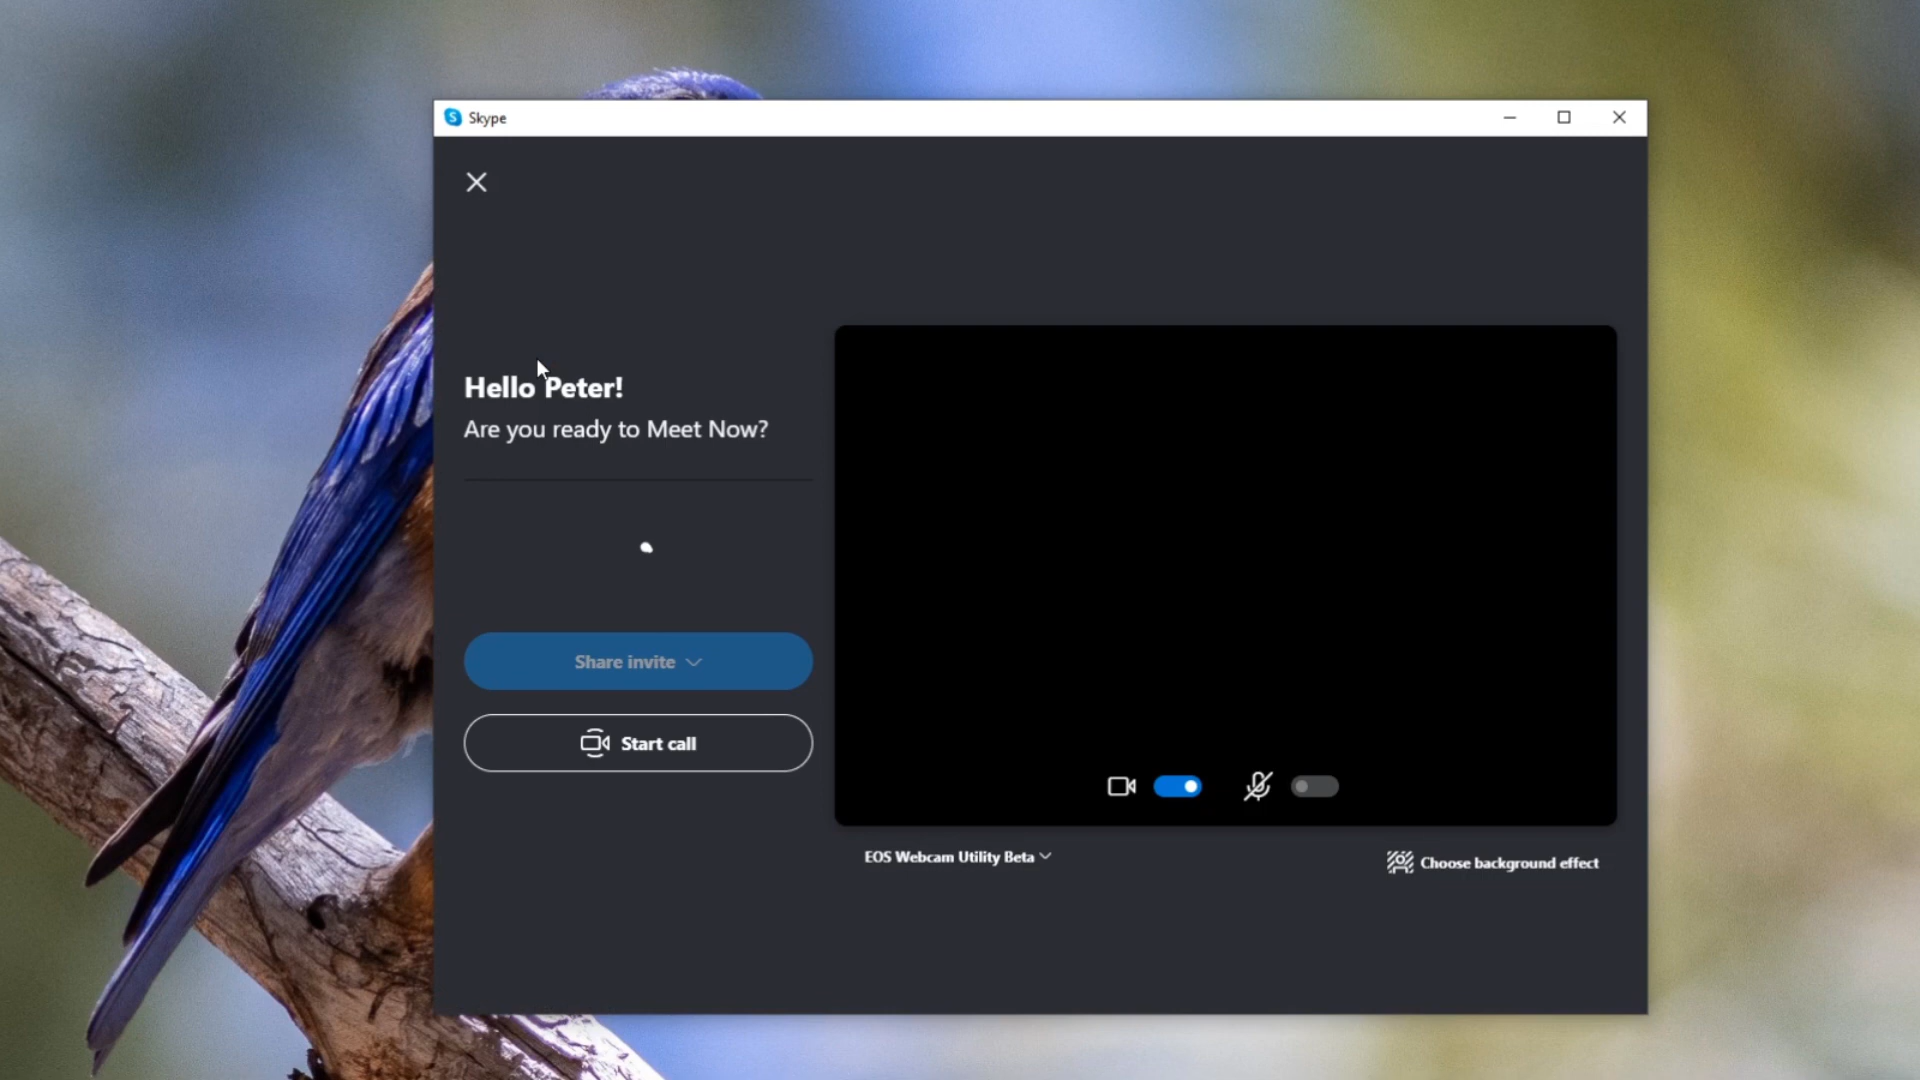 Skype
Hello Peter!
Are you ready to Meet Now?
Share invite
Start call
EOS Webcam Utility Beta
Choose background effect